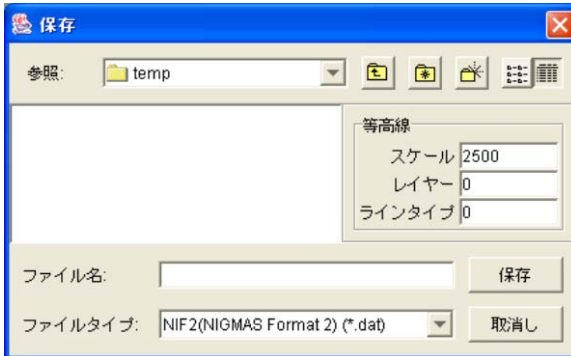 保存
参照: temp
等高線
スケール 2500
レイヤー 0
ラインタイプ 0
ファイル名: 保存
ファイルタイプ: NIF2(NIGMAS Format 2) (*.dat) 取消し